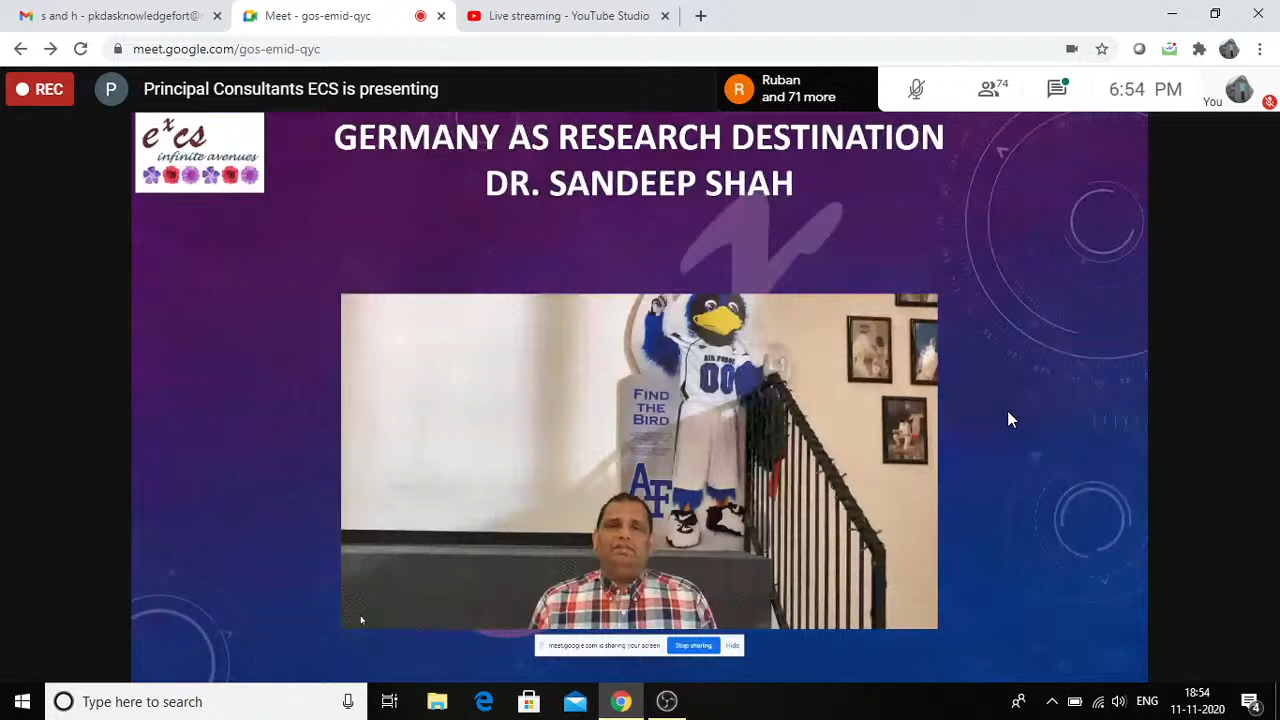 s and h - pkdasknowledgefort@
Meet - gos-emid-qyc
Live streaming - YouTube Studio
meet.google.com/gos-emid-qyc
REC
P
Principal Consultants ECS is presenting
R
Ruban
and 71 more
74
6:54 PM
You
excs
infinite avenues
GERMANY AS RESEARCH DESTINATION
DR. SANDEEP SHAH
AIR FORCE
00
FIND
THE
BIRD
AF
meet.google.com is sharing your screen
Stop sharing
Hide
Type here to search
ENG
18:54
11-11-2020
4